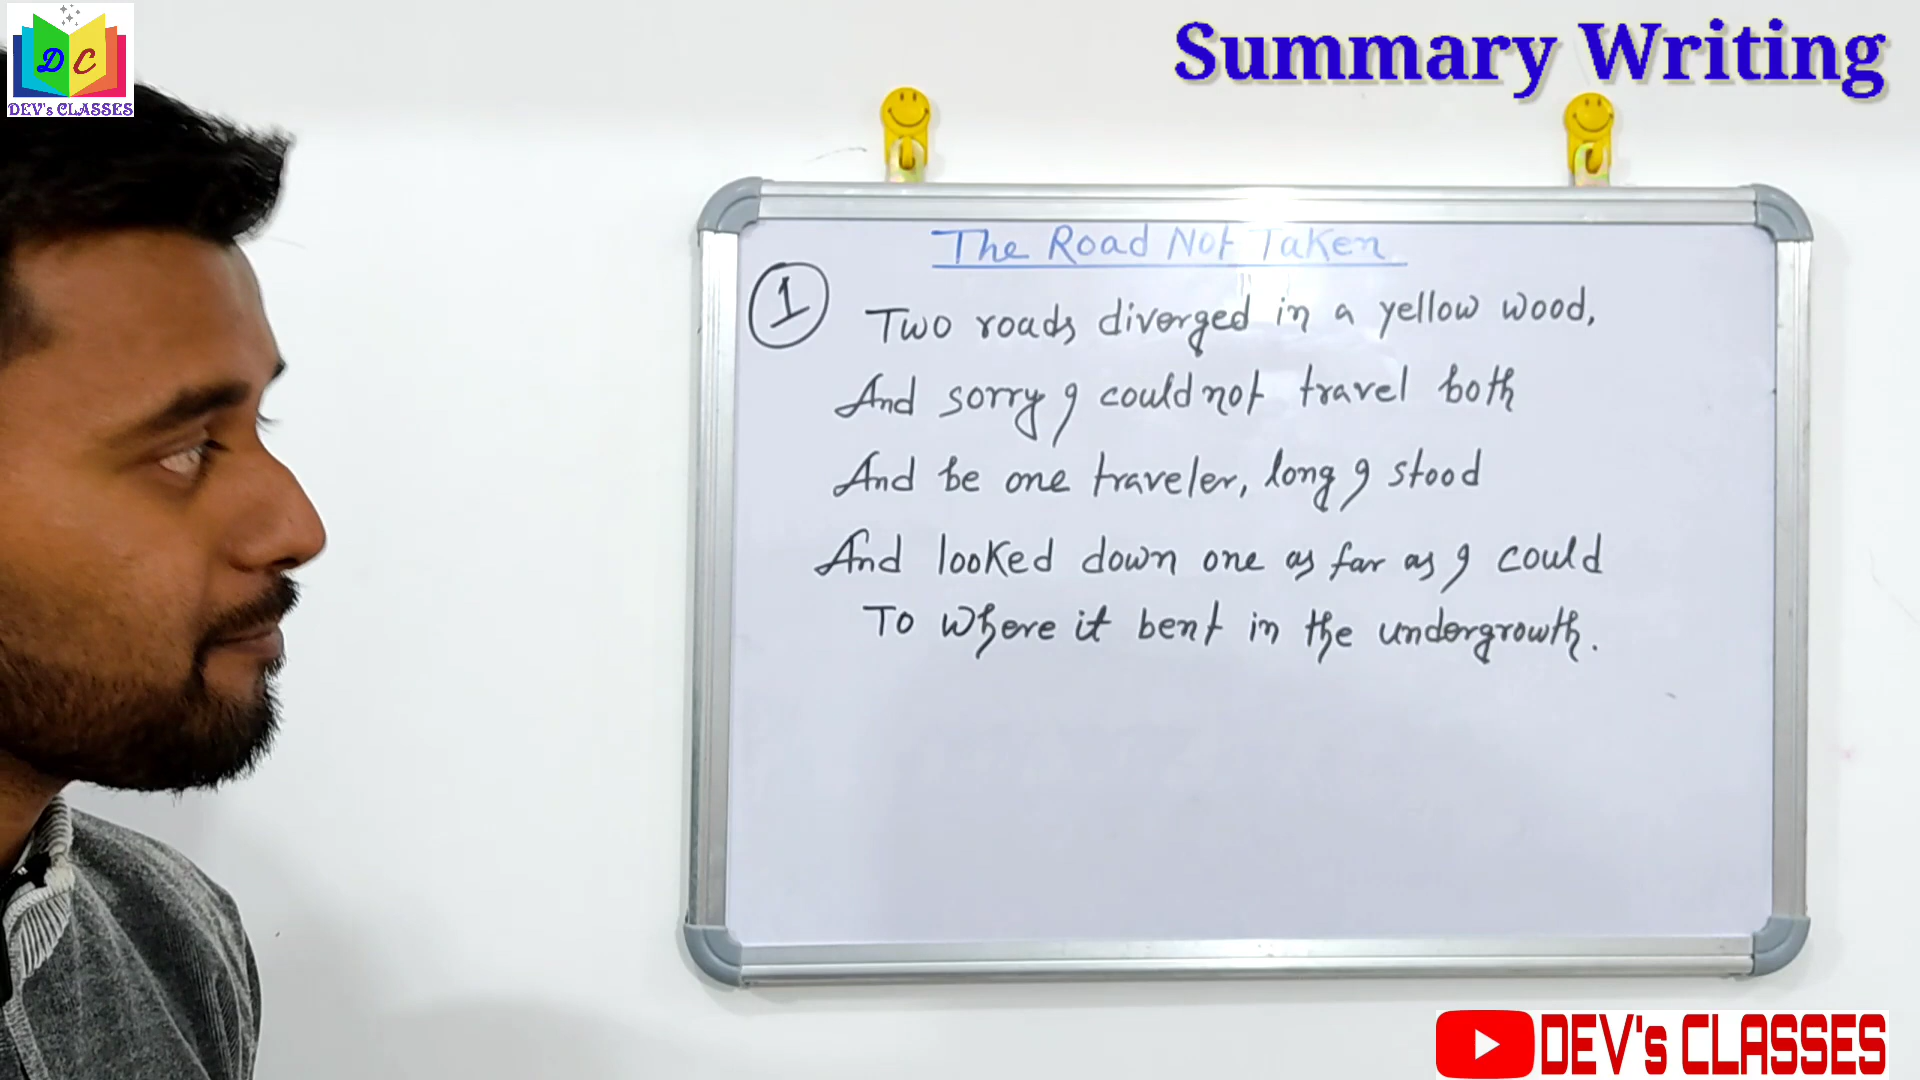 D C
DEV's CLASSES
Summary Writing
The Road Not Taken
1
Two roads diverged in a yellow wood,
And sorry I could not travel both
And be one traveler, long I stood
And looked down one as far as I could
To where it bent in the undergrowth.
DEV's CLASSES